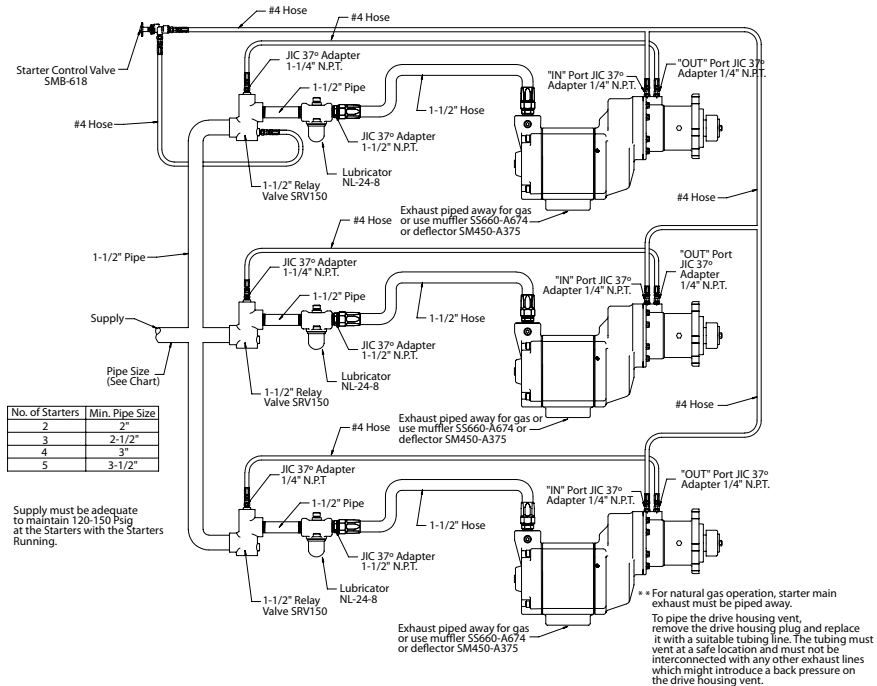 #4 Hose
#4 Hose
Starter Control Valve
SMB-618
JIC 37º Adapter
1-1/4" N.P.T.
"IN" Port JIC 37º
Adapter 1/4" N.P.T.
"OUT" Port JIC 37º
Adapter 1/4" N.P.T.
1-1/2" Pipe
1-1/2" Hose
#4 Hose
JIC 37º Adapter
1-1/2" N.P.T.
Lubricator
NL-24-8
1-1/2" Relay
Valve SRV150
#4 Hose
Exhaust piped away for gas
or use muffler SS660-A674
or deflector SM450-A375
#4 Hose
1-1/2" Pipe
JIC 37º Adapter
1-1/4" N.P.T.
"IN" Port JIC 37º
Adapter 1/4" N.P.T.
"OUT" Port
JIC 37º
Adapter
1/4" N.P.T.
1-1/2" Pipe
1-1/2" Hose
Supply
JIC 37º Adapter
1-1/2" N.P.T.
Pipe Size
(See Chart)
Lubricator
NL-24-8
1-1/2" Relay
Valve SRV150
#4 Hose
No. of Starters Min. Pipe Size
2 2"
3 2-1/2"
4 3"
5 3-1/2"
Exhaust piped away for gas or
use muffler SS660-A674 or
deflector SM450-A375
#4 Hose
JIC 37º Adapter
1/4" N.P.T
"IN" Port JIC 37º
Adapter 1/4" N.P.T.
"OUT" Port JIC 37º
Adapter 1/4" N.P.T.
1-1/2" Pipe
1-1/2" Hose
Supply must be adequate
to maintain 120-150 Psig
at the Starters with the Starters
Running.
JIC 37º Adapter
1-1/2" N.P.T.
Lubricator
NL-24-8
1-1/2" Relay
Valve SRV150
Exhaust piped away for gas
or use muffler SS660-A674
or deflector SM450-A375
* * For natural gas operation, starter main
exhaust must be piped away.
To pipe the drive housing vent,
remove the drive housing plug and replace
it with a suitable tubing line. The tubing must
vent at a safe location and must not be
interconnected with any other exhaust lines
which might introduce a back pressure on
the drive housing vent.